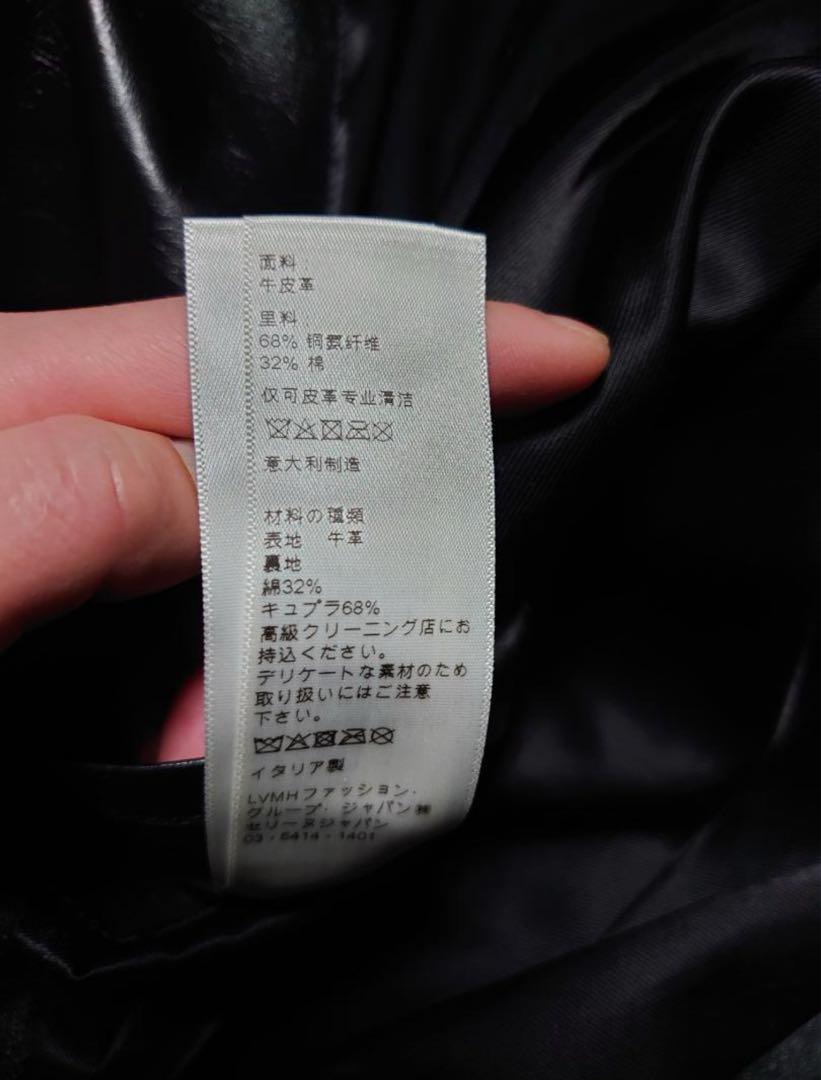 面料
牛皮革
里料
68% 铜氨纤维
32% 棉
仅可皮革专业清洁
意大利制造
材料の種類
表地 牛革
裏地
綿32%
キュプラ68%
高級クリーニング店にお
持込ください。
デリケートな素材のため
取り扱いにはご注意
下さい。
イタリア製
LVMHファッション・
グループ・ジャパン㈱
セリーヌジャパン
03-5414-1401